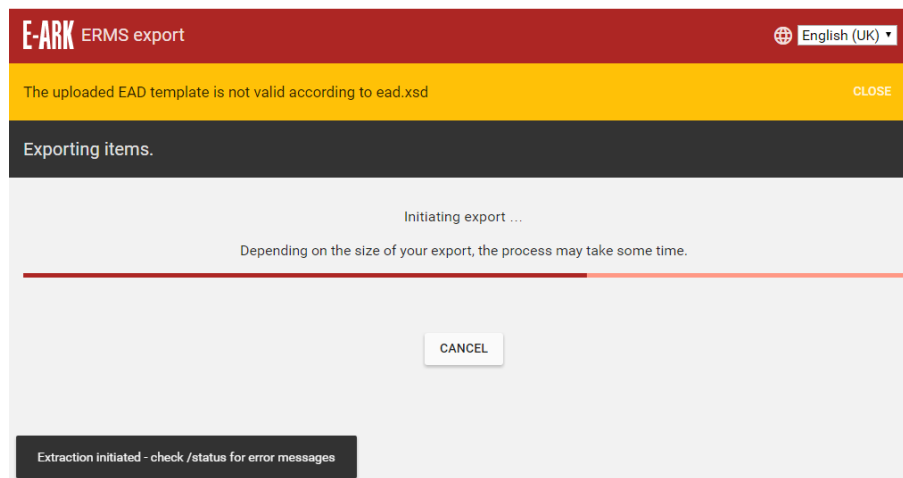 E-ARK ERMS export
English (UK)
The uploaded EAD template is not valid according to ead.xsd
CLOSE
Exporting items.
Initiating export ...
Depending on the size of your export, the process may take some time.
CANCEL
Extraction initiated - check /status for error messages